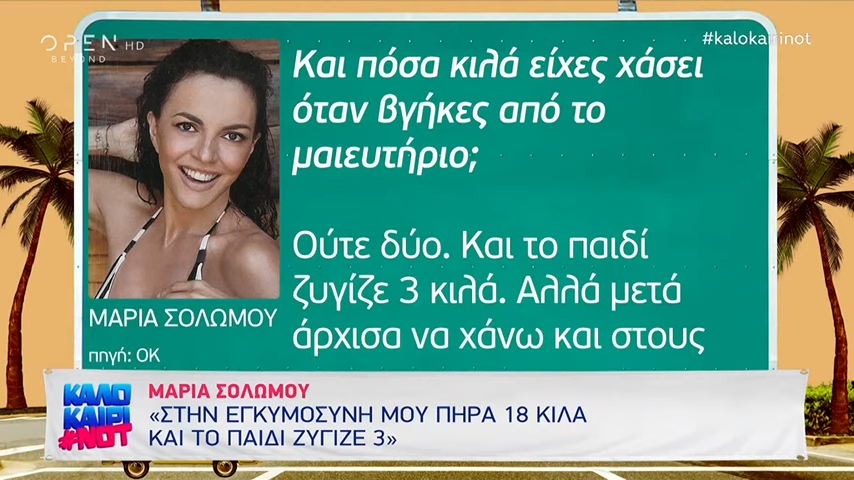 OPEN HD
BEYOND
#kalokairinot
Και πόσα κιλά είχες χάσει
όταν βγήκες από το
μαιευτήριο;
Ούτε δύο. Και το παιδί
ζυγίζε 3 κιλά. Αλλά μετά
άρχισα να χάνω και στους
ΜΑΡΙΑ ΣΟΛΩΜΟΥ
πηγή: ΟΚ
ΚΑΛΟ
ΚΑΙΡΙ
#NOT
ΜΑΡΙΑ ΣΟΛΩΜΟΥ
«ΣΤΗΝ ΕΓΚΥΜΟΣΥΝΗ ΜΟΥ ΠΗΡΑ 18 ΚΙΛΑ
ΚΑΙ ΤΟ ΠΑΙΔΙ ΖΥΓΙΖΕ 3»